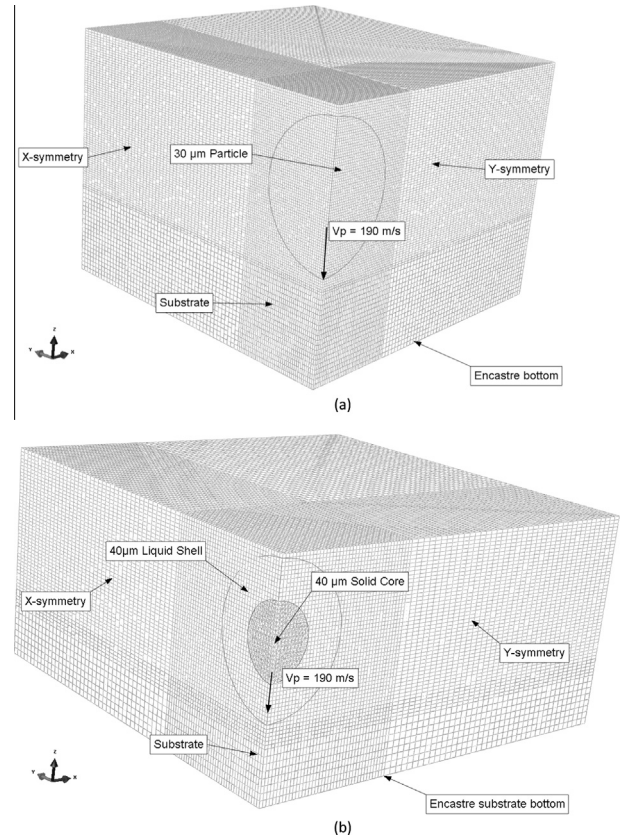 X-symmetry
30 µm Particle
Y-symmetry
Vp = 190 m/s
Substrate
Encastre bottom
Z
Y
X
(a)
40µm Liquid Shell
40 µm Solid Core
X-symmetry
Vp = 190 m/s
Y-symmetry
Substrate
Z
Y
X
Encastre substrate bottom
(b)